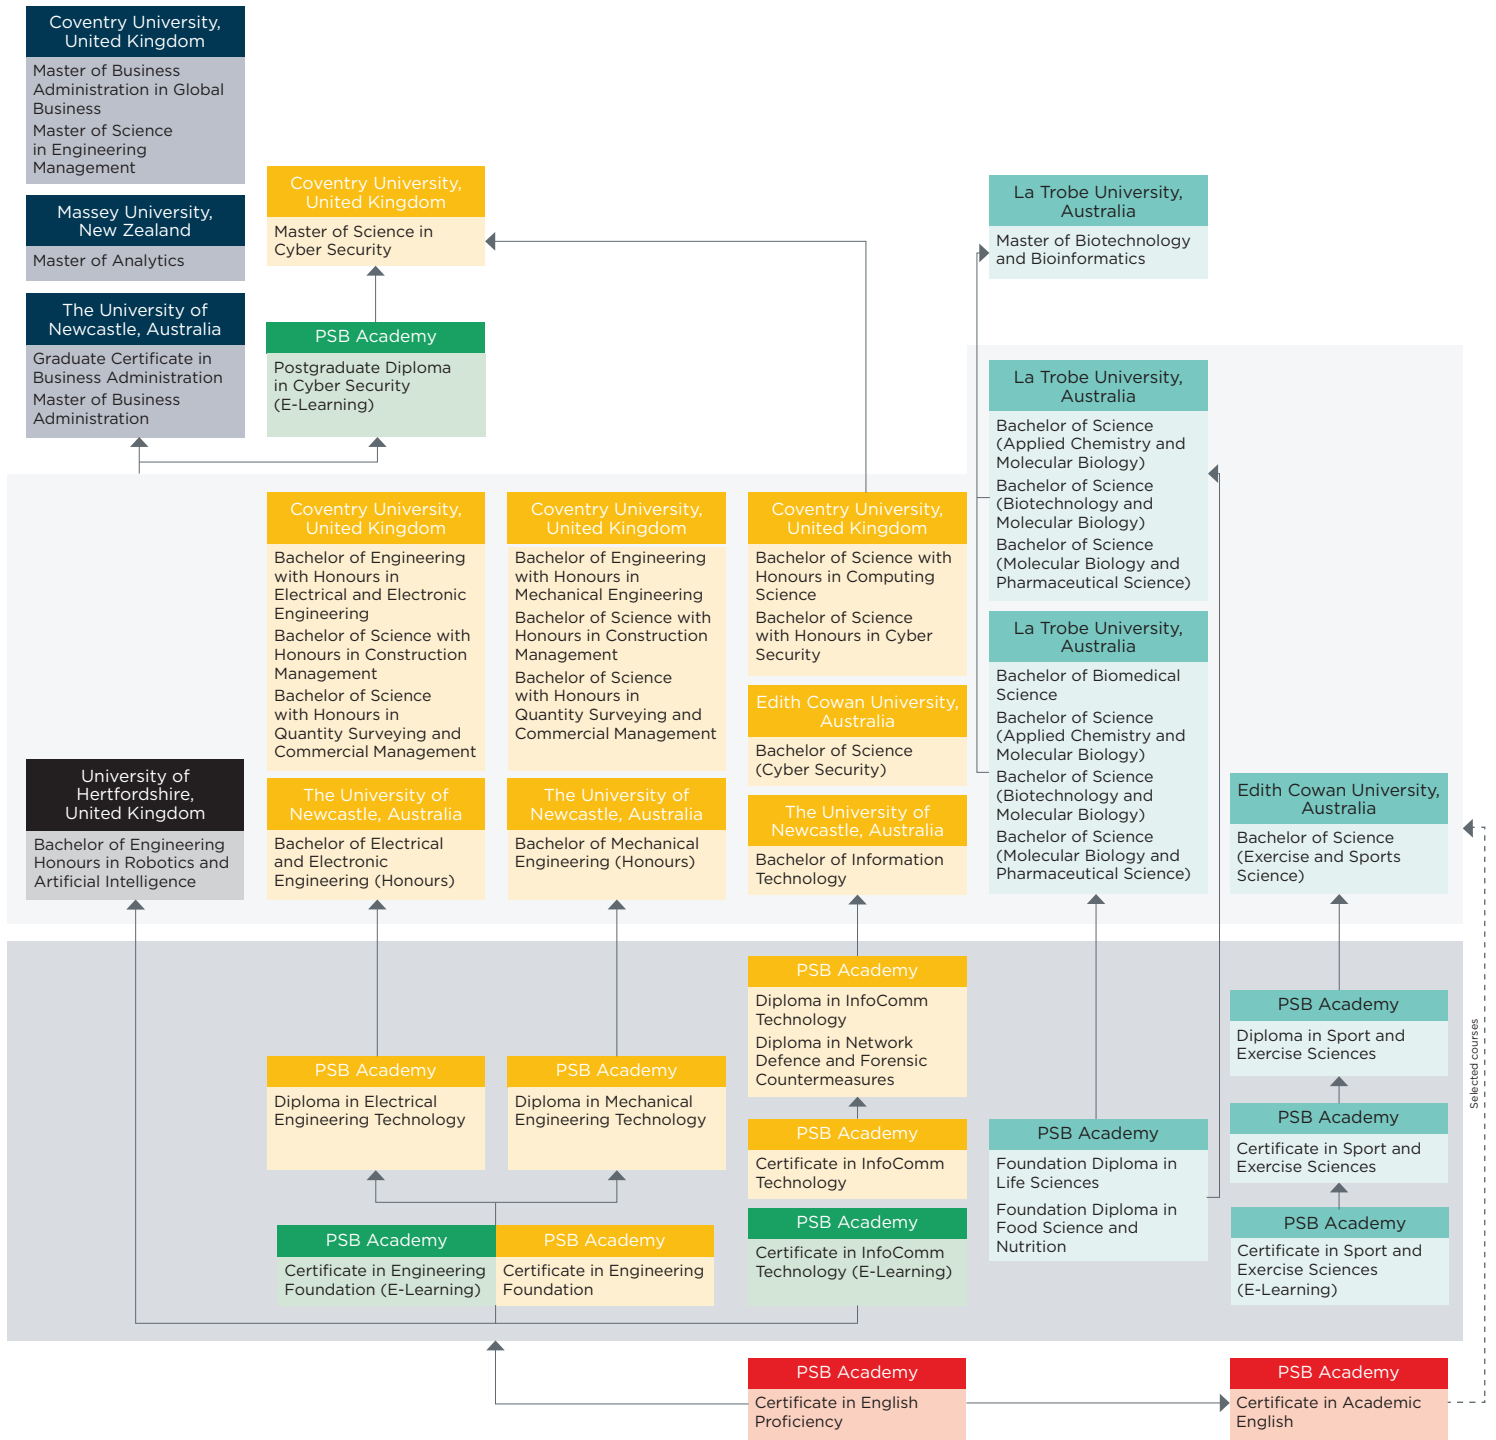 Coventry University,
United Kingdom
Master of Business
Administration in Global
Business
Master of Science
in Engineering
Management
Massey University,
New Zealand
Master of Analytics
The University of
Newcastle, Australia
Graduate Certificate in
Business Administration
Master of Business
Administration
Coventry University,
United Kingdom
Master of Science in
Cyber Security
PSB Academy
Postgraduate Diploma
in Cyber Security
(E-Learning)
La Trobe University,
Australia
Master of Biotechnology
and Bioinformatics
University of
Hertfordshire,
United Kingdom
Bachelor of Engineering
Honours in Robotics and
Artificial Intelligence
Coventry University,
United Kingdom
Bachelor of Engineering
with Honours in
Electrical and Electronic
Engineering
Bachelor of Science with
Honours in Construction
Management
Bachelor of Science
with Honours in
Quantity Surveying and
Commercial Management
The University of
Newcastle, Australia
Bachelor of Electrical
and Electronic
Engineering (Honours)
Coventry University,
United Kingdom
Bachelor of Engineering
with Honours in
Mechanical Engineering
Bachelor of Science with
Honours in Construction
Management
Bachelor of Science
with Honours in
Quantity Surveying and
Commercial Management
The University of
Newcastle, Australia
Bachelor of Mechanical
Engineering (Honours)
Coventry University,
United Kingdom
Bachelor of Science with
Honours in Computing
Science
Bachelor of Science
with Honours in Cyber
Security
Edith Cowan University,
Australia
Bachelor of Science
(Cyber Security)
The University of
Newcastle, Australia
Bachelor of Information
Technology
La Trobe University,
Australia
Bachelor of Science
(Applied Chemistry and
Molecular Biology)
Bachelor of Science
(Biotechnology and
Molecular Biology)
Bachelor of Science
(Molecular Biology and
Pharmaceutical Science)
La Trobe University,
Australia
Bachelor of Biomedical
Science
Bachelor of Science
(Applied Chemistry and
Molecular Biology)
Bachelor of Science
(Biotechnology and
Molecular Biology)
Bachelor of Science
(Molecular Biology and
Pharmaceutical Science)
Edith Cowan University,
Australia
Bachelor of Science
(Exercise and Sports
Science)
PSB Academy
Diploma in Electrical
Engineering Technology
PSB Academy
Diploma in Mechanical
Engineering Technology
PSB Academy
Certificate in Engineering
Foundation (E-Learning)
PSB Academy
Certificate in Engineering
Foundation
PSB Academy
Diploma in InfoComm
Technology
Diploma in Network
Defence and Forensic
Countermeasures
PSB Academy
Certificate in InfoComm
Technology
PSB Academy
Certificate in InfoComm
Technology (E-Learning)
PSB Academy
Foundation Diploma in
Life Sciences
Foundation Diploma in
Food Science and
Nutrition
PSB Academy
Diploma in Sport and
Exercise Sciences
PSB Academy
Certificate in Sport and
Exercise Sciences
PSB Academy
Certificate in Sport and
Exercise Sciences
(E-Learning)
Selected courses
PSB Academy
Certificate in English
Proficiency
PSB Academy
Certificate in Academic
English